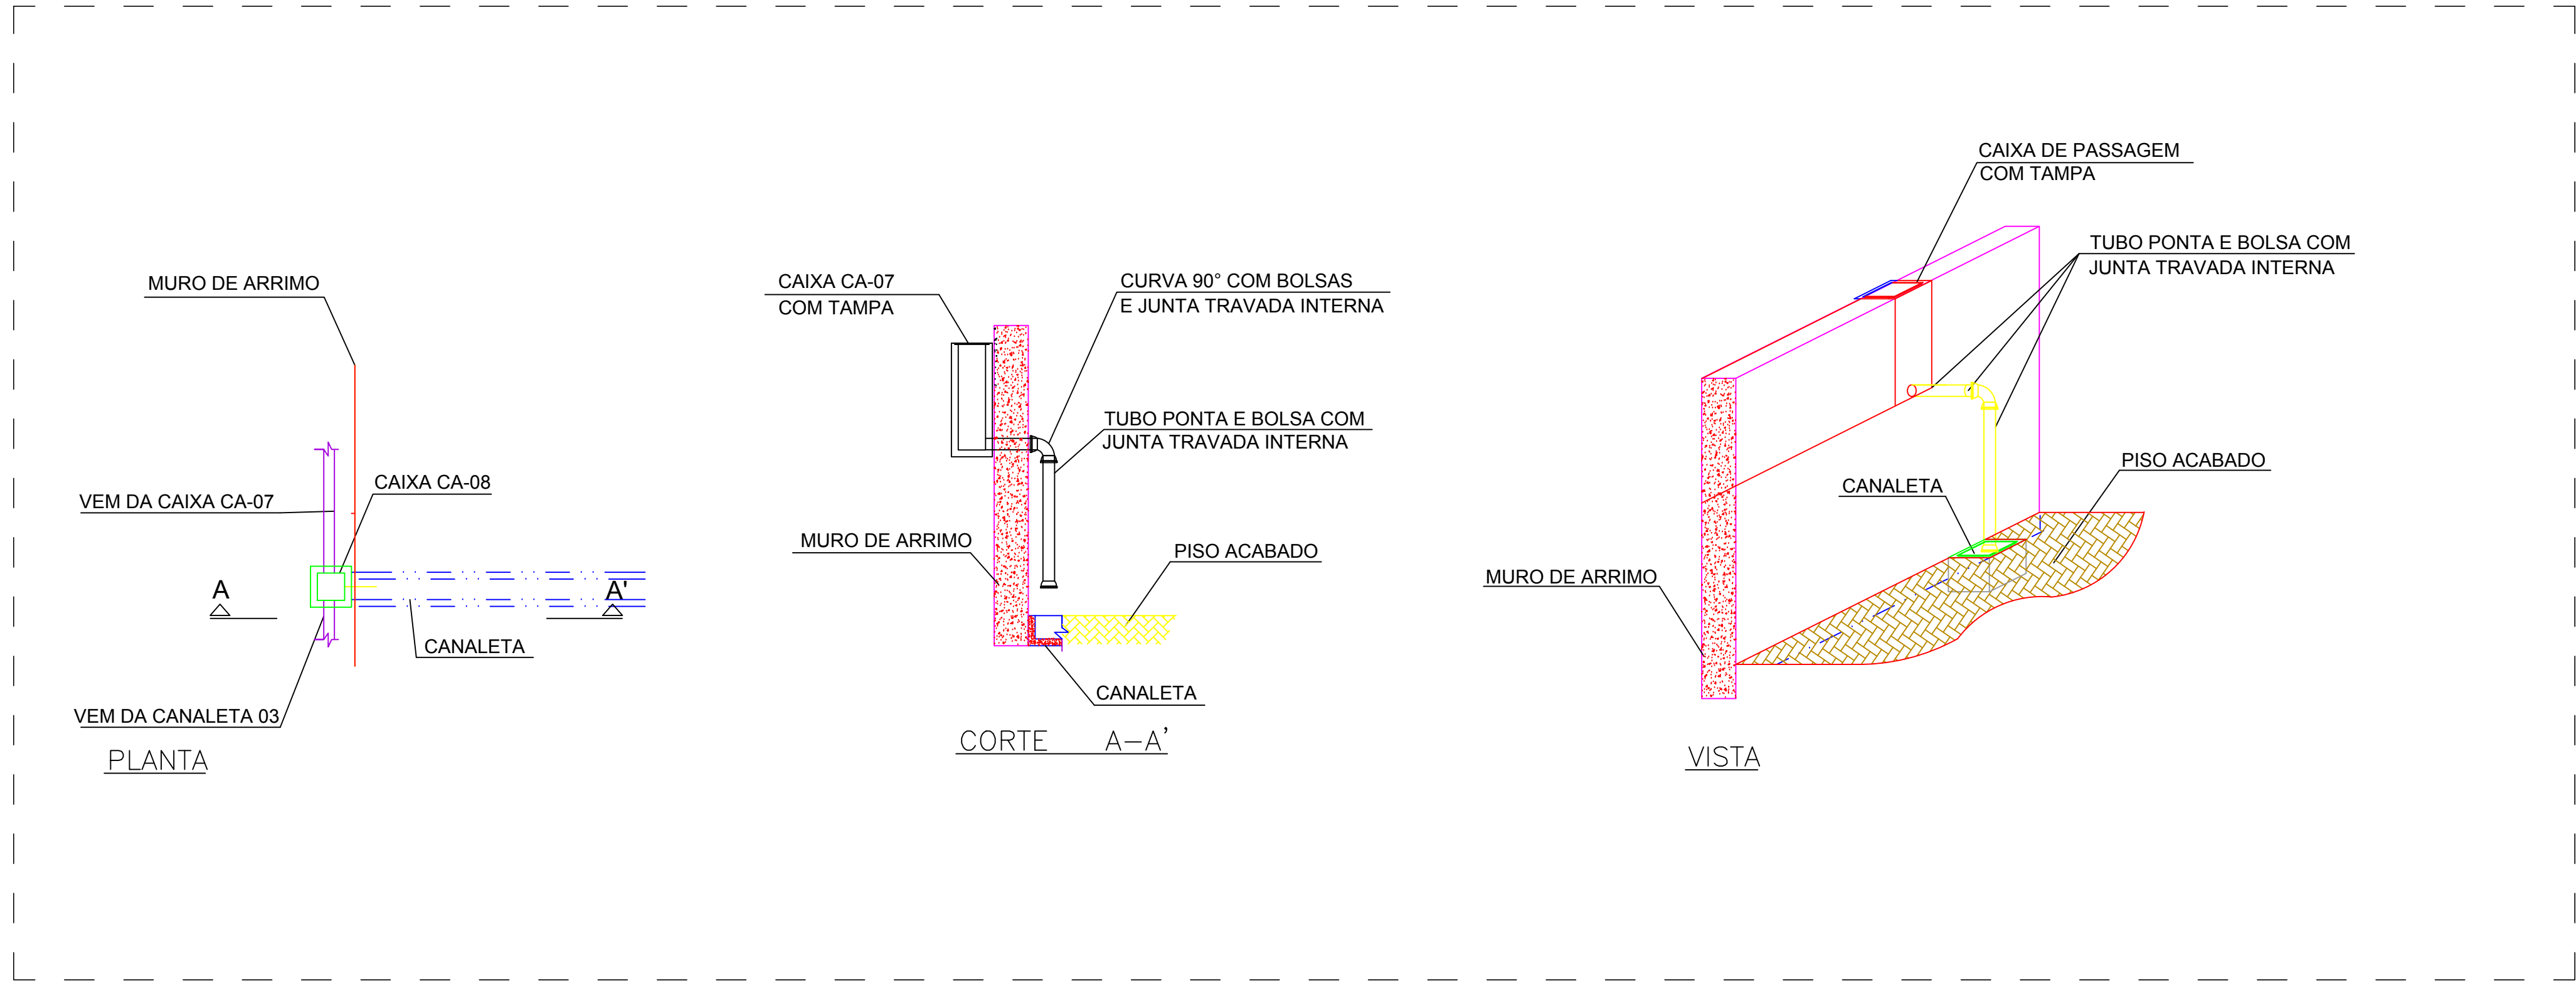 MURO DE ARRIMO
CAIXA CA-08
VEM DA CAIXA CA-07
A
A'
CANALETA
VEM DA CANALETA 03
PLANTA
CAIXA CA-07
COM TAMPA
CURVA 90° COM BOLSAS
E JUNTA TRAVADA INTERNA
TUBO PONTA E BOLSA COM
JUNTA TRAVADA INTERNA
MURO DE ARRIMO
PISO ACABADO
CANALETA
CORTE A-A'
CAIXA DE PASSAGEM
COM TAMPA
TUBO PONTA E BOLSA COM
JUNTA TRAVADA INTERNA
PISO ACABADO
CANALETA
MURO DE ARRIMO
VISTA